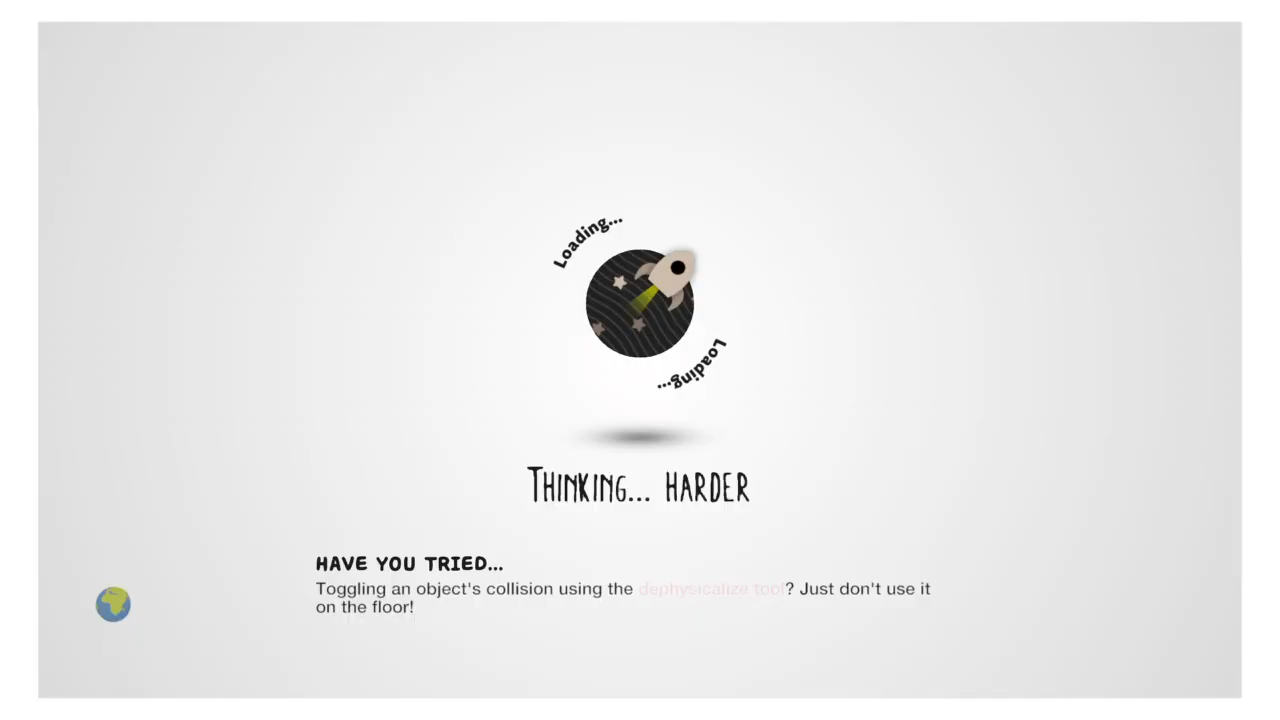 Loading...
Loading...
THINKING... HARDER
HAVE YOU TRIED...
Toggling an object's collision using the dephysicalize tool? Just don't use it
on the floor!